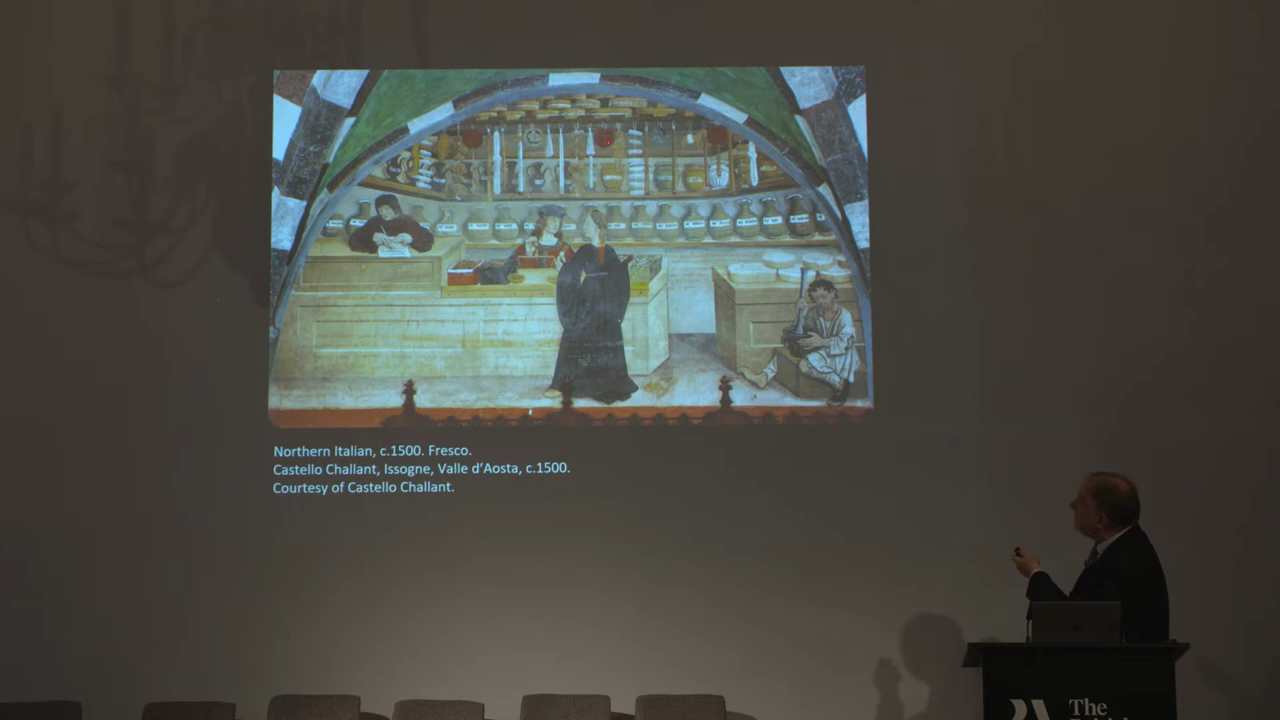 Northern Italian, c.1500. Fresco.
Castello Challant, Issogne, Valle d’Aosta, c.1500.
Courtesy of Castello Challant.
The